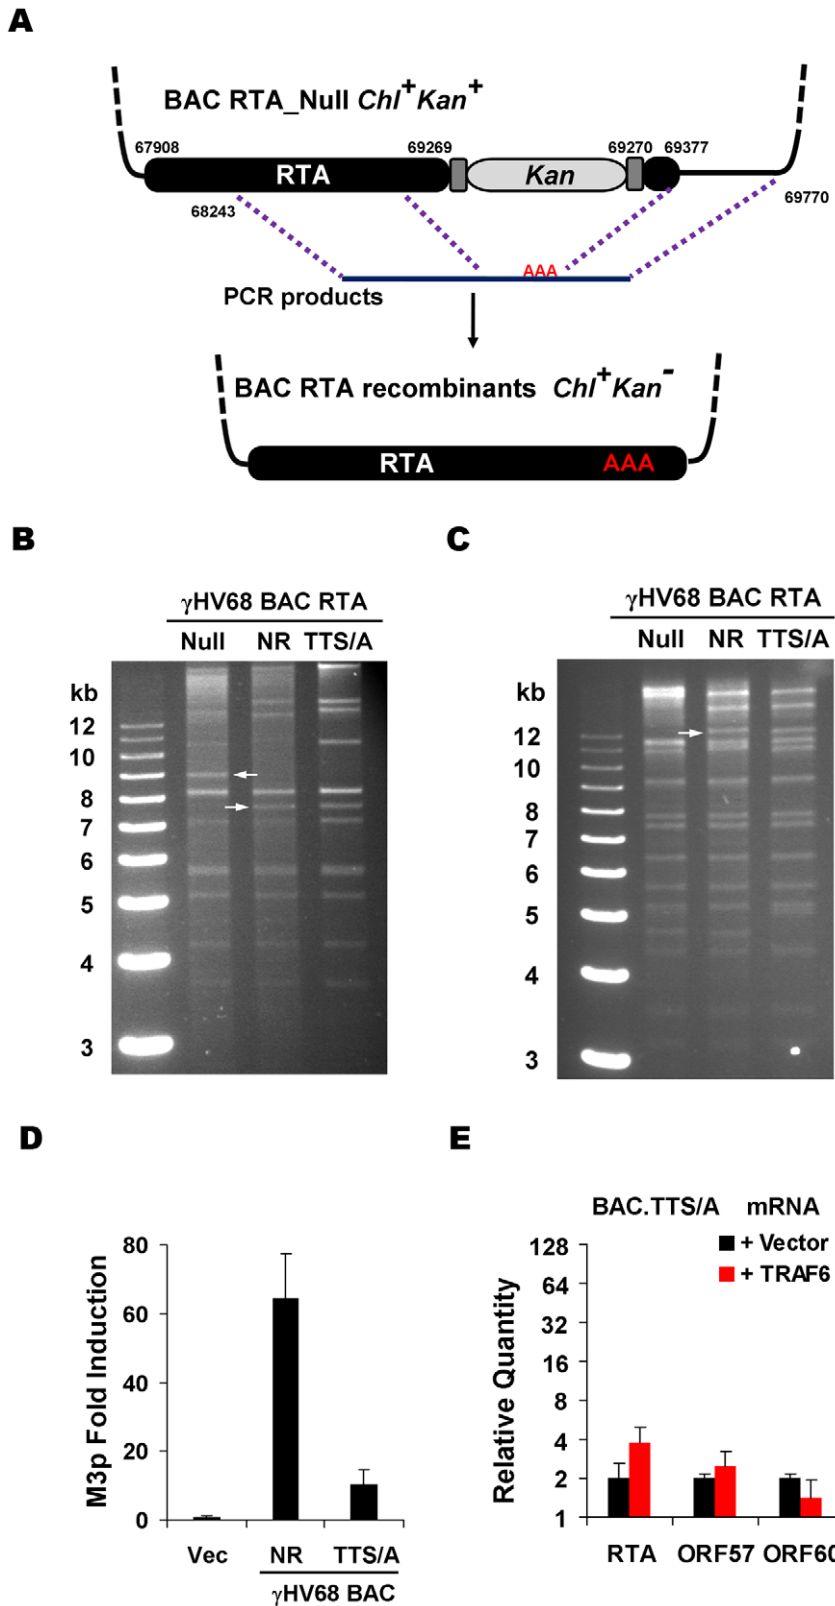 A
BAC RTA_Null Chl+Kan+
67908 69269 69270 69377
RTA Kan
68243 69770
AAA
PCR products
BAC RTA recombinants Chl+Kan-
RTA AAA
B
γHV68 BAC RTA
Null NR TTS/A
kb
12
10
8
7
6
5
4
3
C
γHV68 BAC RTA
Null NR TTS/A
kb
12
10
8
7
6
5
4
3
D
M3p Fold Induction
80
60
40
20
0
Vec NR TTS/A
γHV68 BAC
E
BAC.TTS/A mRNA
+ Vector
+ TRAF6
Relative Quantity
128
64
32
16
8
4
2
1
RTA ORF57 ORF60